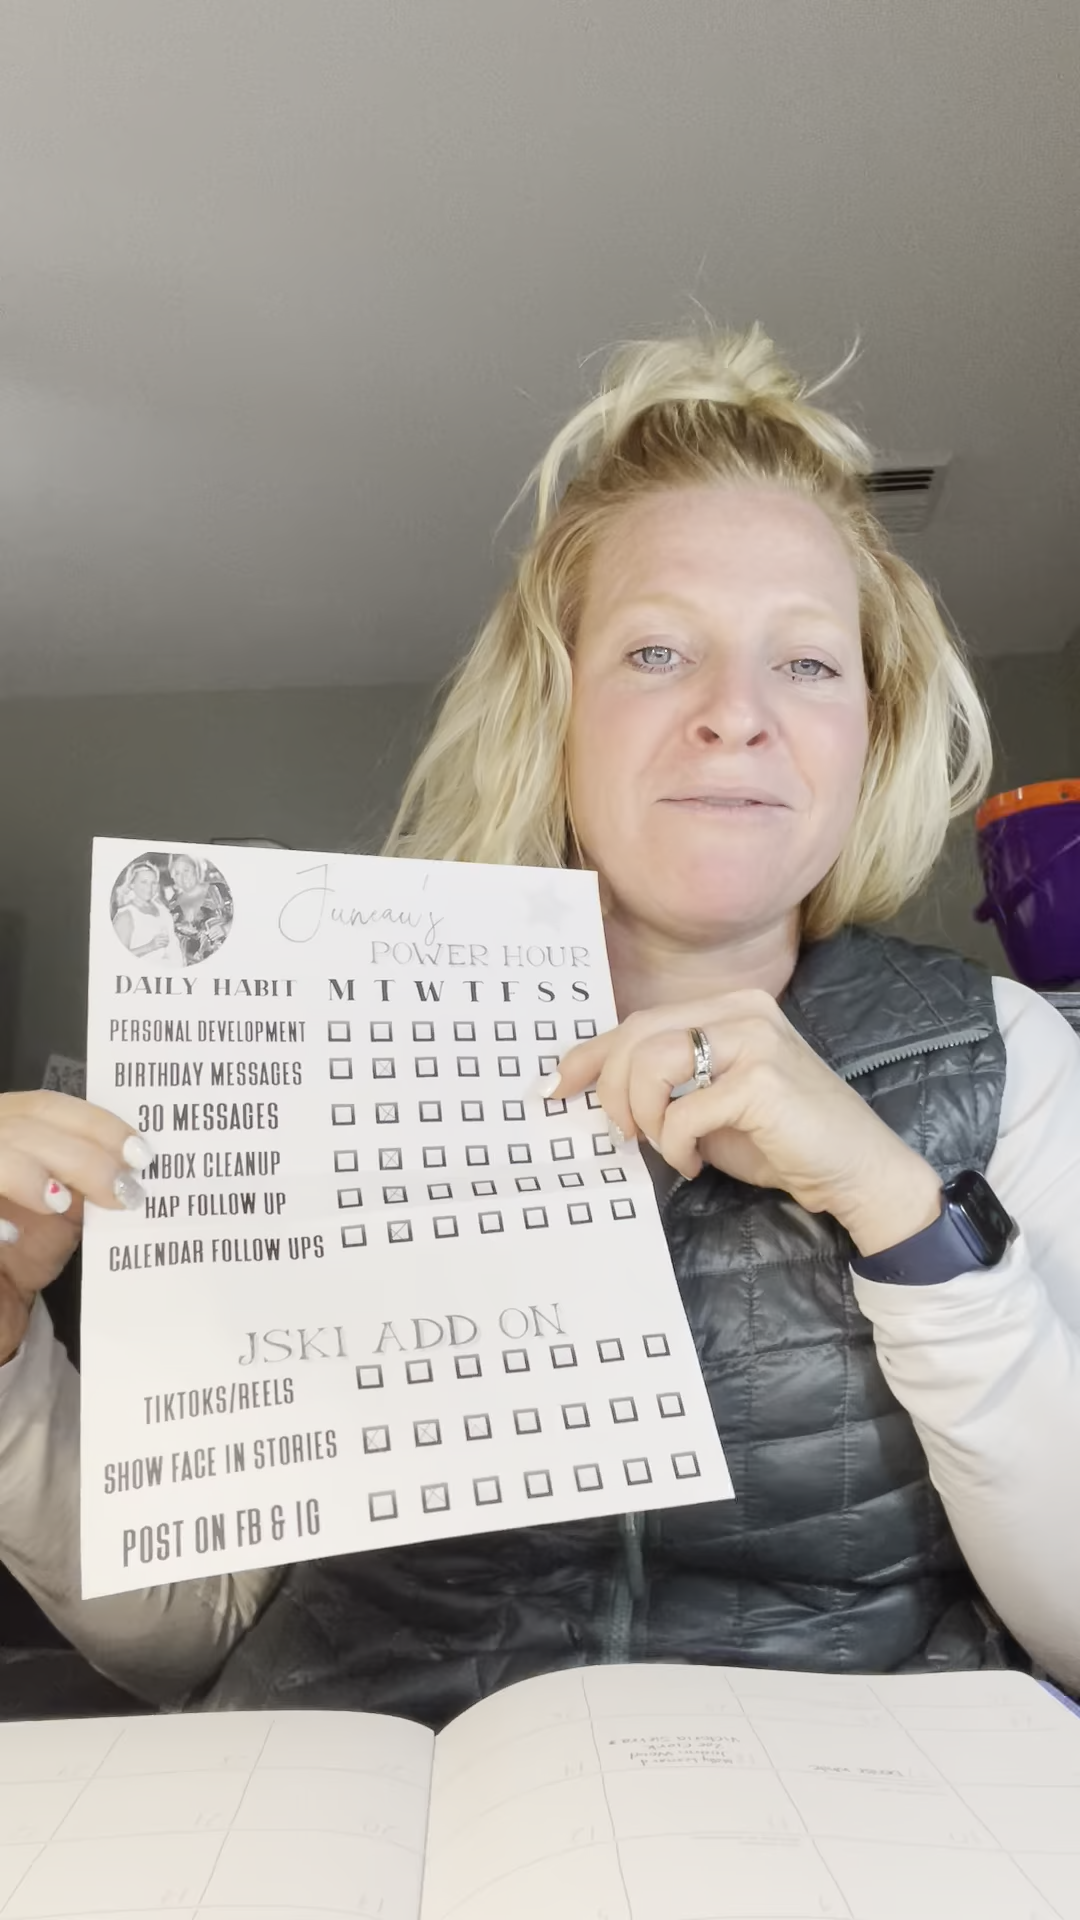 Juneau's
POWER HOUR
DAILY HABIT M T W T F S S
PERSONAL DEVELOPMENT
BIRTHDAY MESSAGES
30 MESSAGES
INBOX CLEANUP
HAP FOLLOW UP
CALENDAR FOLLOW UPS
JSKI ADD ON
TIKTOKS/REELS
SHOW FACE IN STORIES
POST ON FB & IG